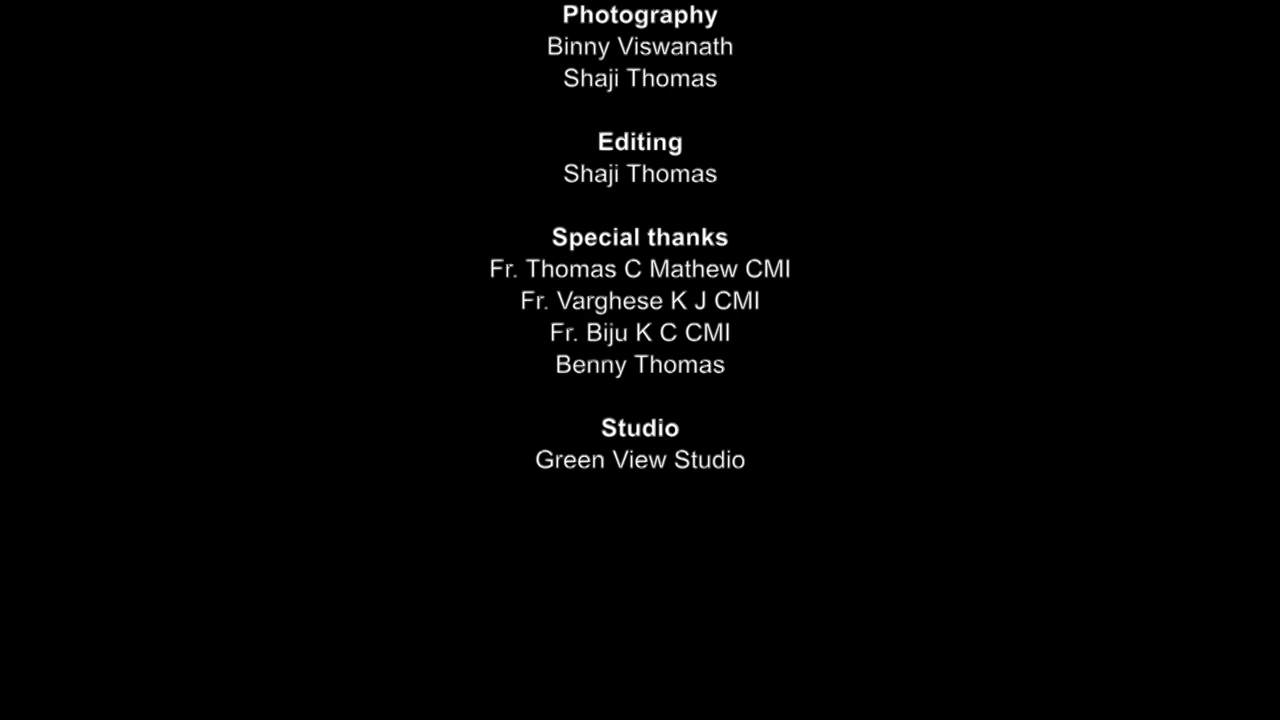 Photography
Binny Viswanath
Shaji Thomas
Editing
Shaji Thomas
Special thanks
Fr. Thomas C Mathew CMI
Fr. Varghese K J CMI
Fr. Biju K C CMI
Benny Thomas
Studio
Green View Studio